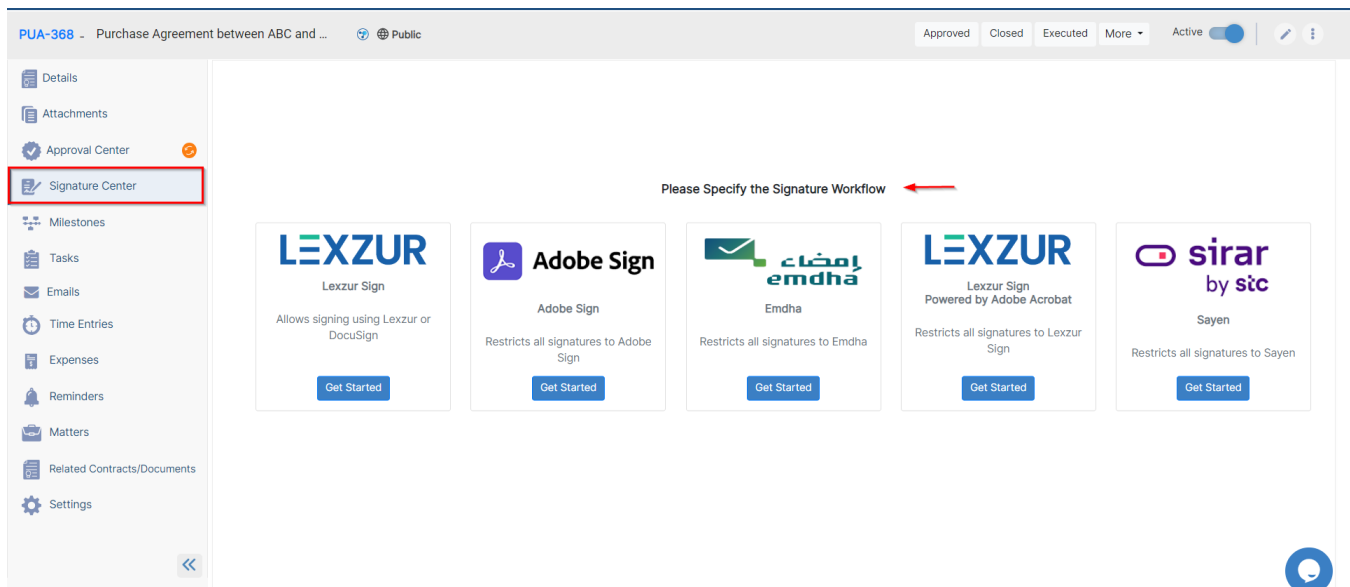 PUA-368 - Purchase Agreement between ABC and ... Public
Approved Closed Executed More Active
Details
Attachments
Approval Center
Signature Center
Milestones
Tasks
Emails
Time Entries
Expenses
Reminders
Matters
Related Contracts/Documents
Settings
Please Specify the Signature Workflow
LEXZUR
Lexzur Sign
Allows signing using Lexzur or
DocuSign
Get Started
Adobe Sign
Adobe Sign
Restricts all signatures to Adobe
Sign
Get Started
إمضاء
emdha
Emdha
Restricts all signatures to Emdha
Get Started
LEXZUR
Lexzur Sign
Powered by Adobe Acrobat
Restricts all signatures to Lexzur
Sign
Get Started
sirar
by stc
Sayen
Restricts all signatures to Sayen
Get Started